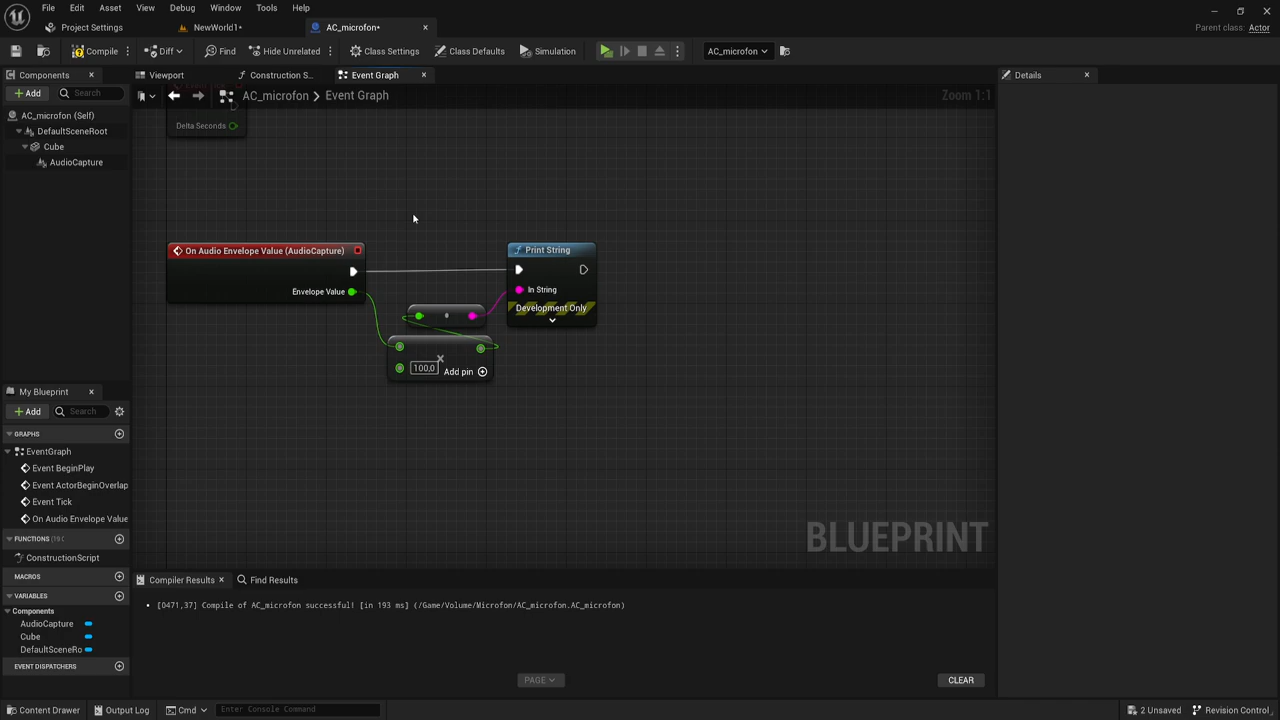 File Edit Asset View Debug Window Tools Help
Parent class: Actor
Project Settings NewWorld1* AC_microfon*
Compile Diff Find Hide Unrelated Class Settings Class Defaults Simulation AC_microfon
Components Viewport Construction S... Event Graph Details
Add Search AC_microfon > Event Graph Zoom 1:1
AC_microfon (Self)
DefaultSceneRoot
Cube
AudioCapture
Delta Seconds
On Audio Envelope Value (AudioCapture)
Envelope Value
Print String
In String
Development Only
100,0
Add pin
BLUEPRINT
My Blueprint
Add Search
GRAPHS
EventGraph
Event BeginPlay
Event ActorBeginOverlap
Event Tick
On Audio Envelope Value
FUNCTIONS
ConstructionScript
MACROS
VARIABLES
Components
AudioCapture
Cube
DefaultSceneRo
EVENT DISPATCHERS
Compiler Results Find Results
[0471,37] Compile of AC_microfon successful! [in 193 ms] (/Game/Volume/Microfon/AC_microfon.AC_microfon)
PAGE CLEAR
Content Drawer Output Log Cmd Enter Console Command 2 Unsaved Revision Control